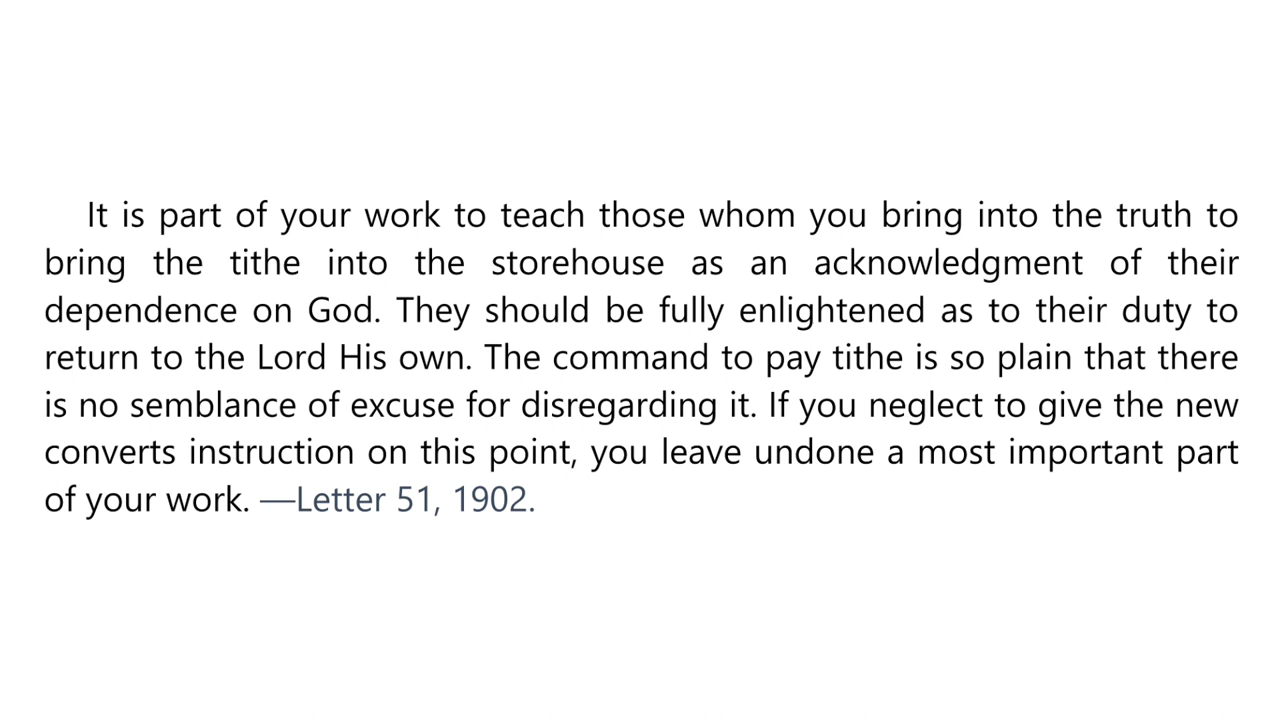 It is part of your work to teach those whom you bring into the truth to
bring the tithe into the storehouse as an acknowledgment of their
dependence on God. They should be fully enlightened as to their duty to
return to the Lord His own. The command to pay tithe is so plain that there
is no semblance of excuse for disregarding it. If you neglect to give the new
converts instruction on this point, you leave undone a most important part
of your work. —Letter 51, 1902.